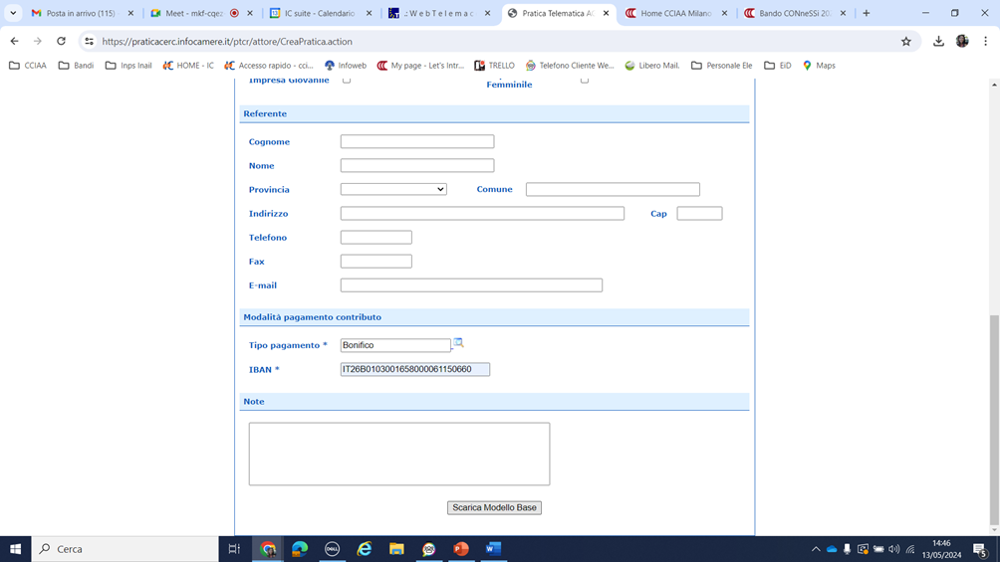 Posta in arrivo (115)
Meet - mkf-cqez
IC suite - Calendario
.: W e b T e l e m a c
Pratica Telematica AC
Home CCIAA Milano
Bando CONneSSi 20
https://praticacerc.infocamere.it/ptcr/attore/CreaPratica.action
CCIAA
Bandi
Inps Inail
HOME - IC
Accesso rapido - cci...
Infoweb
My page - Let's Intr...
TRELLO
Telefono Cliente We...
Libero Mail.
Personale Ele
EiD
Maps
Impresa Giovanile
Femminile
Referente
Cognome
Nome
Provincia Comune
Indirizzo Cap
Telefono
Fax
E-mail
Modalità pagamento contributo
Tipo pagamento * Bonifico
IBAN * IT26B0103001658000061150660
Note
Scarica Modello Base
Cerca
14:46
13/05/2024
5